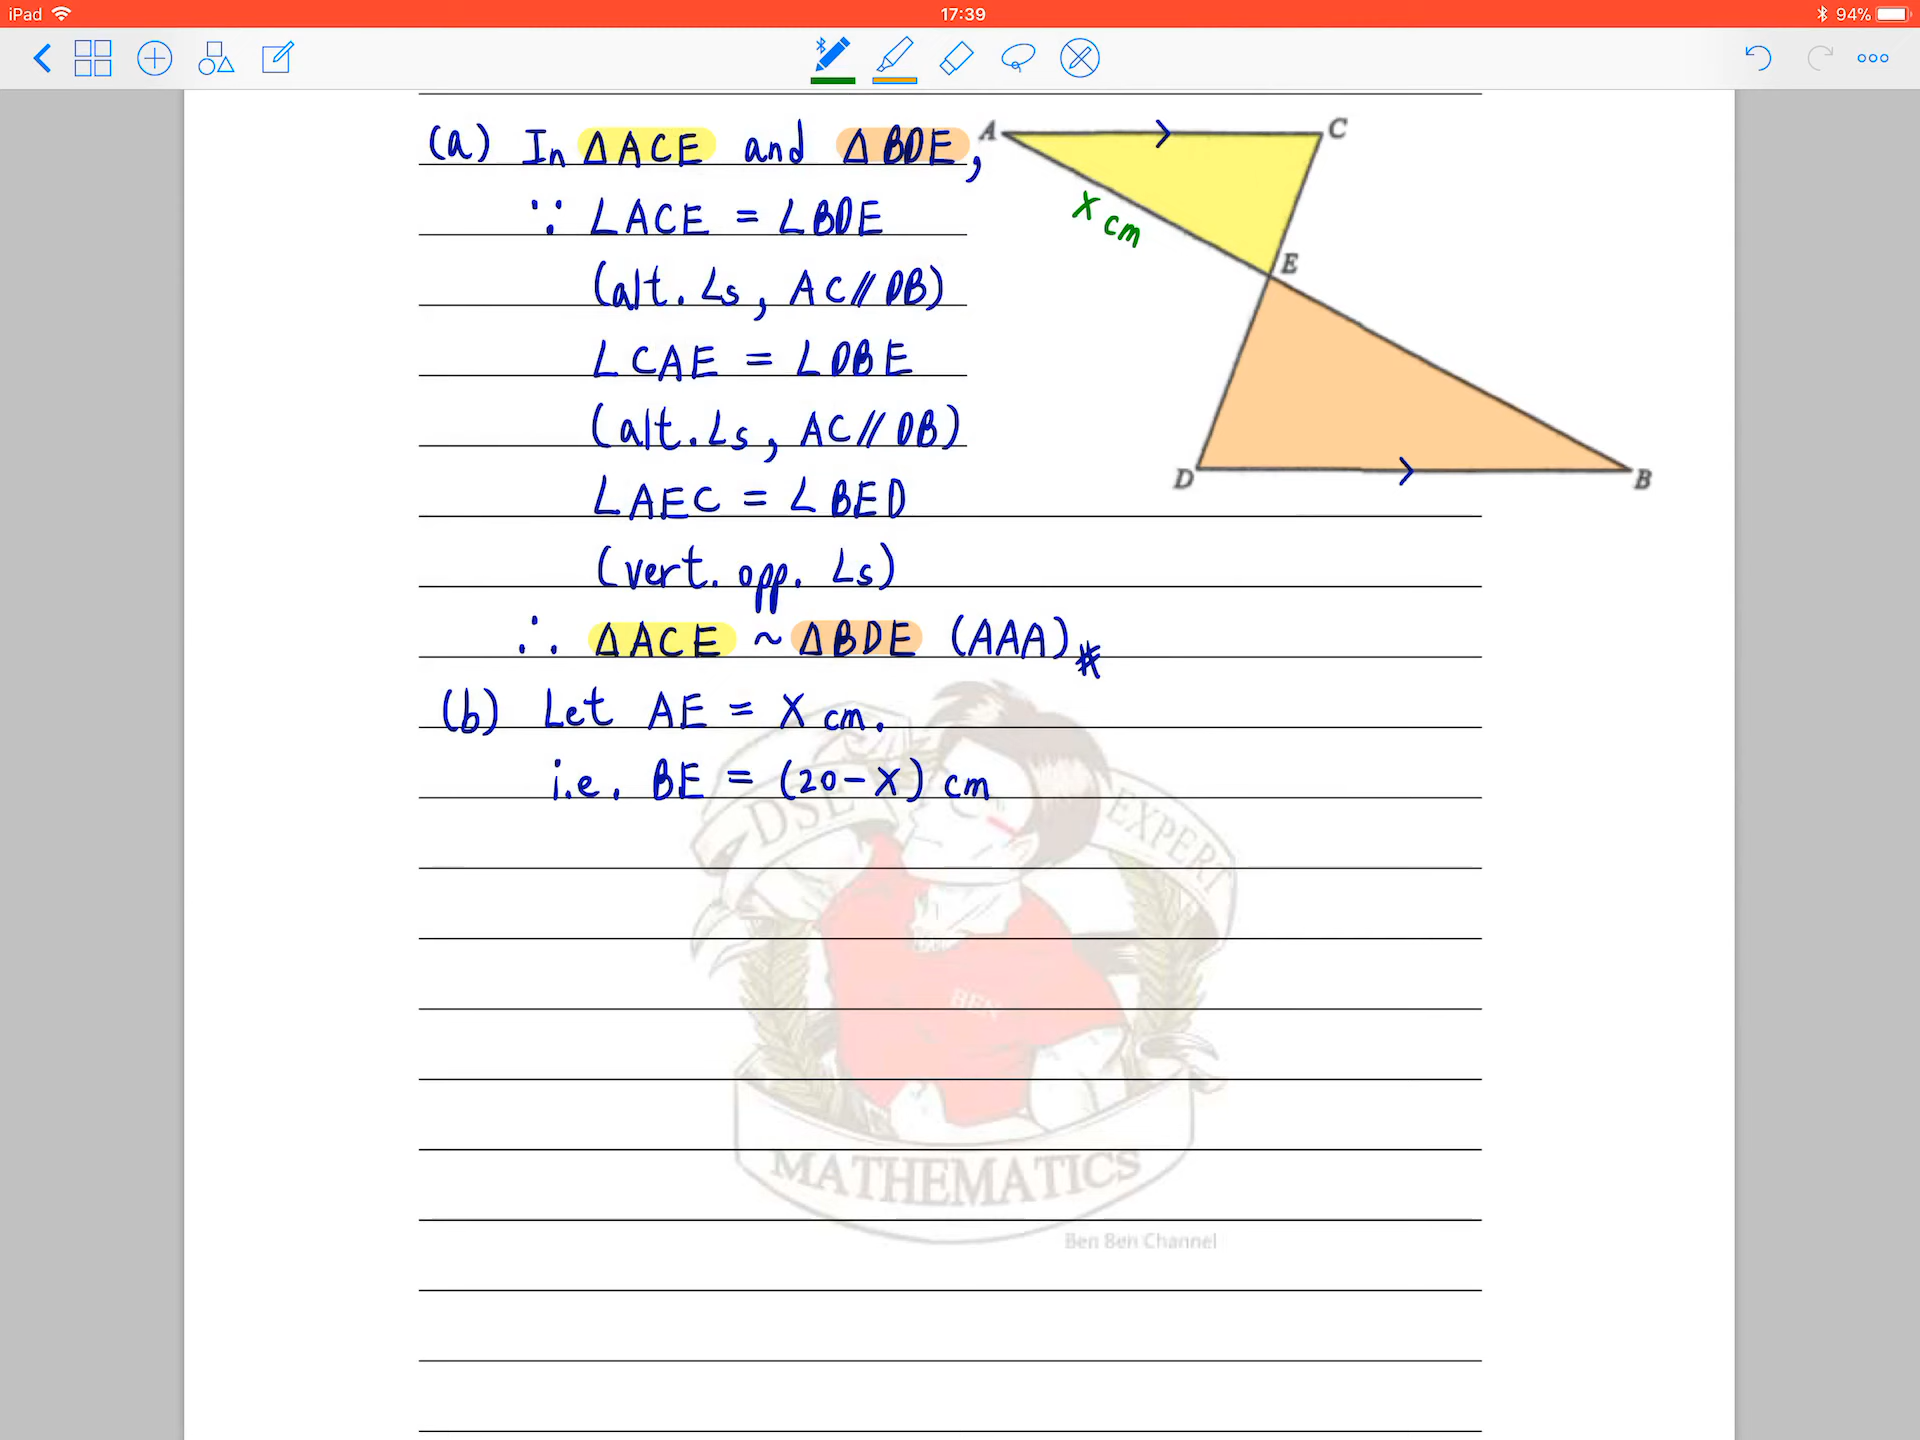 iPad 17:39 94%
(a) In ΔACE and ΔBDE,
∵ ∠ACE = ∠BDE
(alt. ∠s, AC // DB)
∠CAE = ∠DBE
(alt. ∠s, AC // DB)
∠AEC = ∠BED
(vert. opp. ∠s)
∴ ΔACE ~ ΔBDE (AAA)#
(b) Let AE = x cm.
i.e. BE = (20-x) cm
A C
x cm
E
D B
DSE EXPERT
BEN
MATHEMATICS
Ben Ben Channel